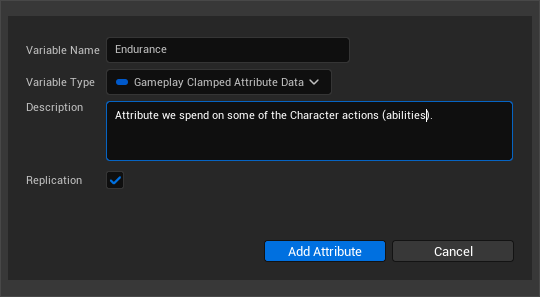 Variable Name Endurance
Variable Type Gameplay Clamped Attribute Data
Description Attribute we spend on some of the Character actions (abilities).
Replication
Add Attribute Cancel